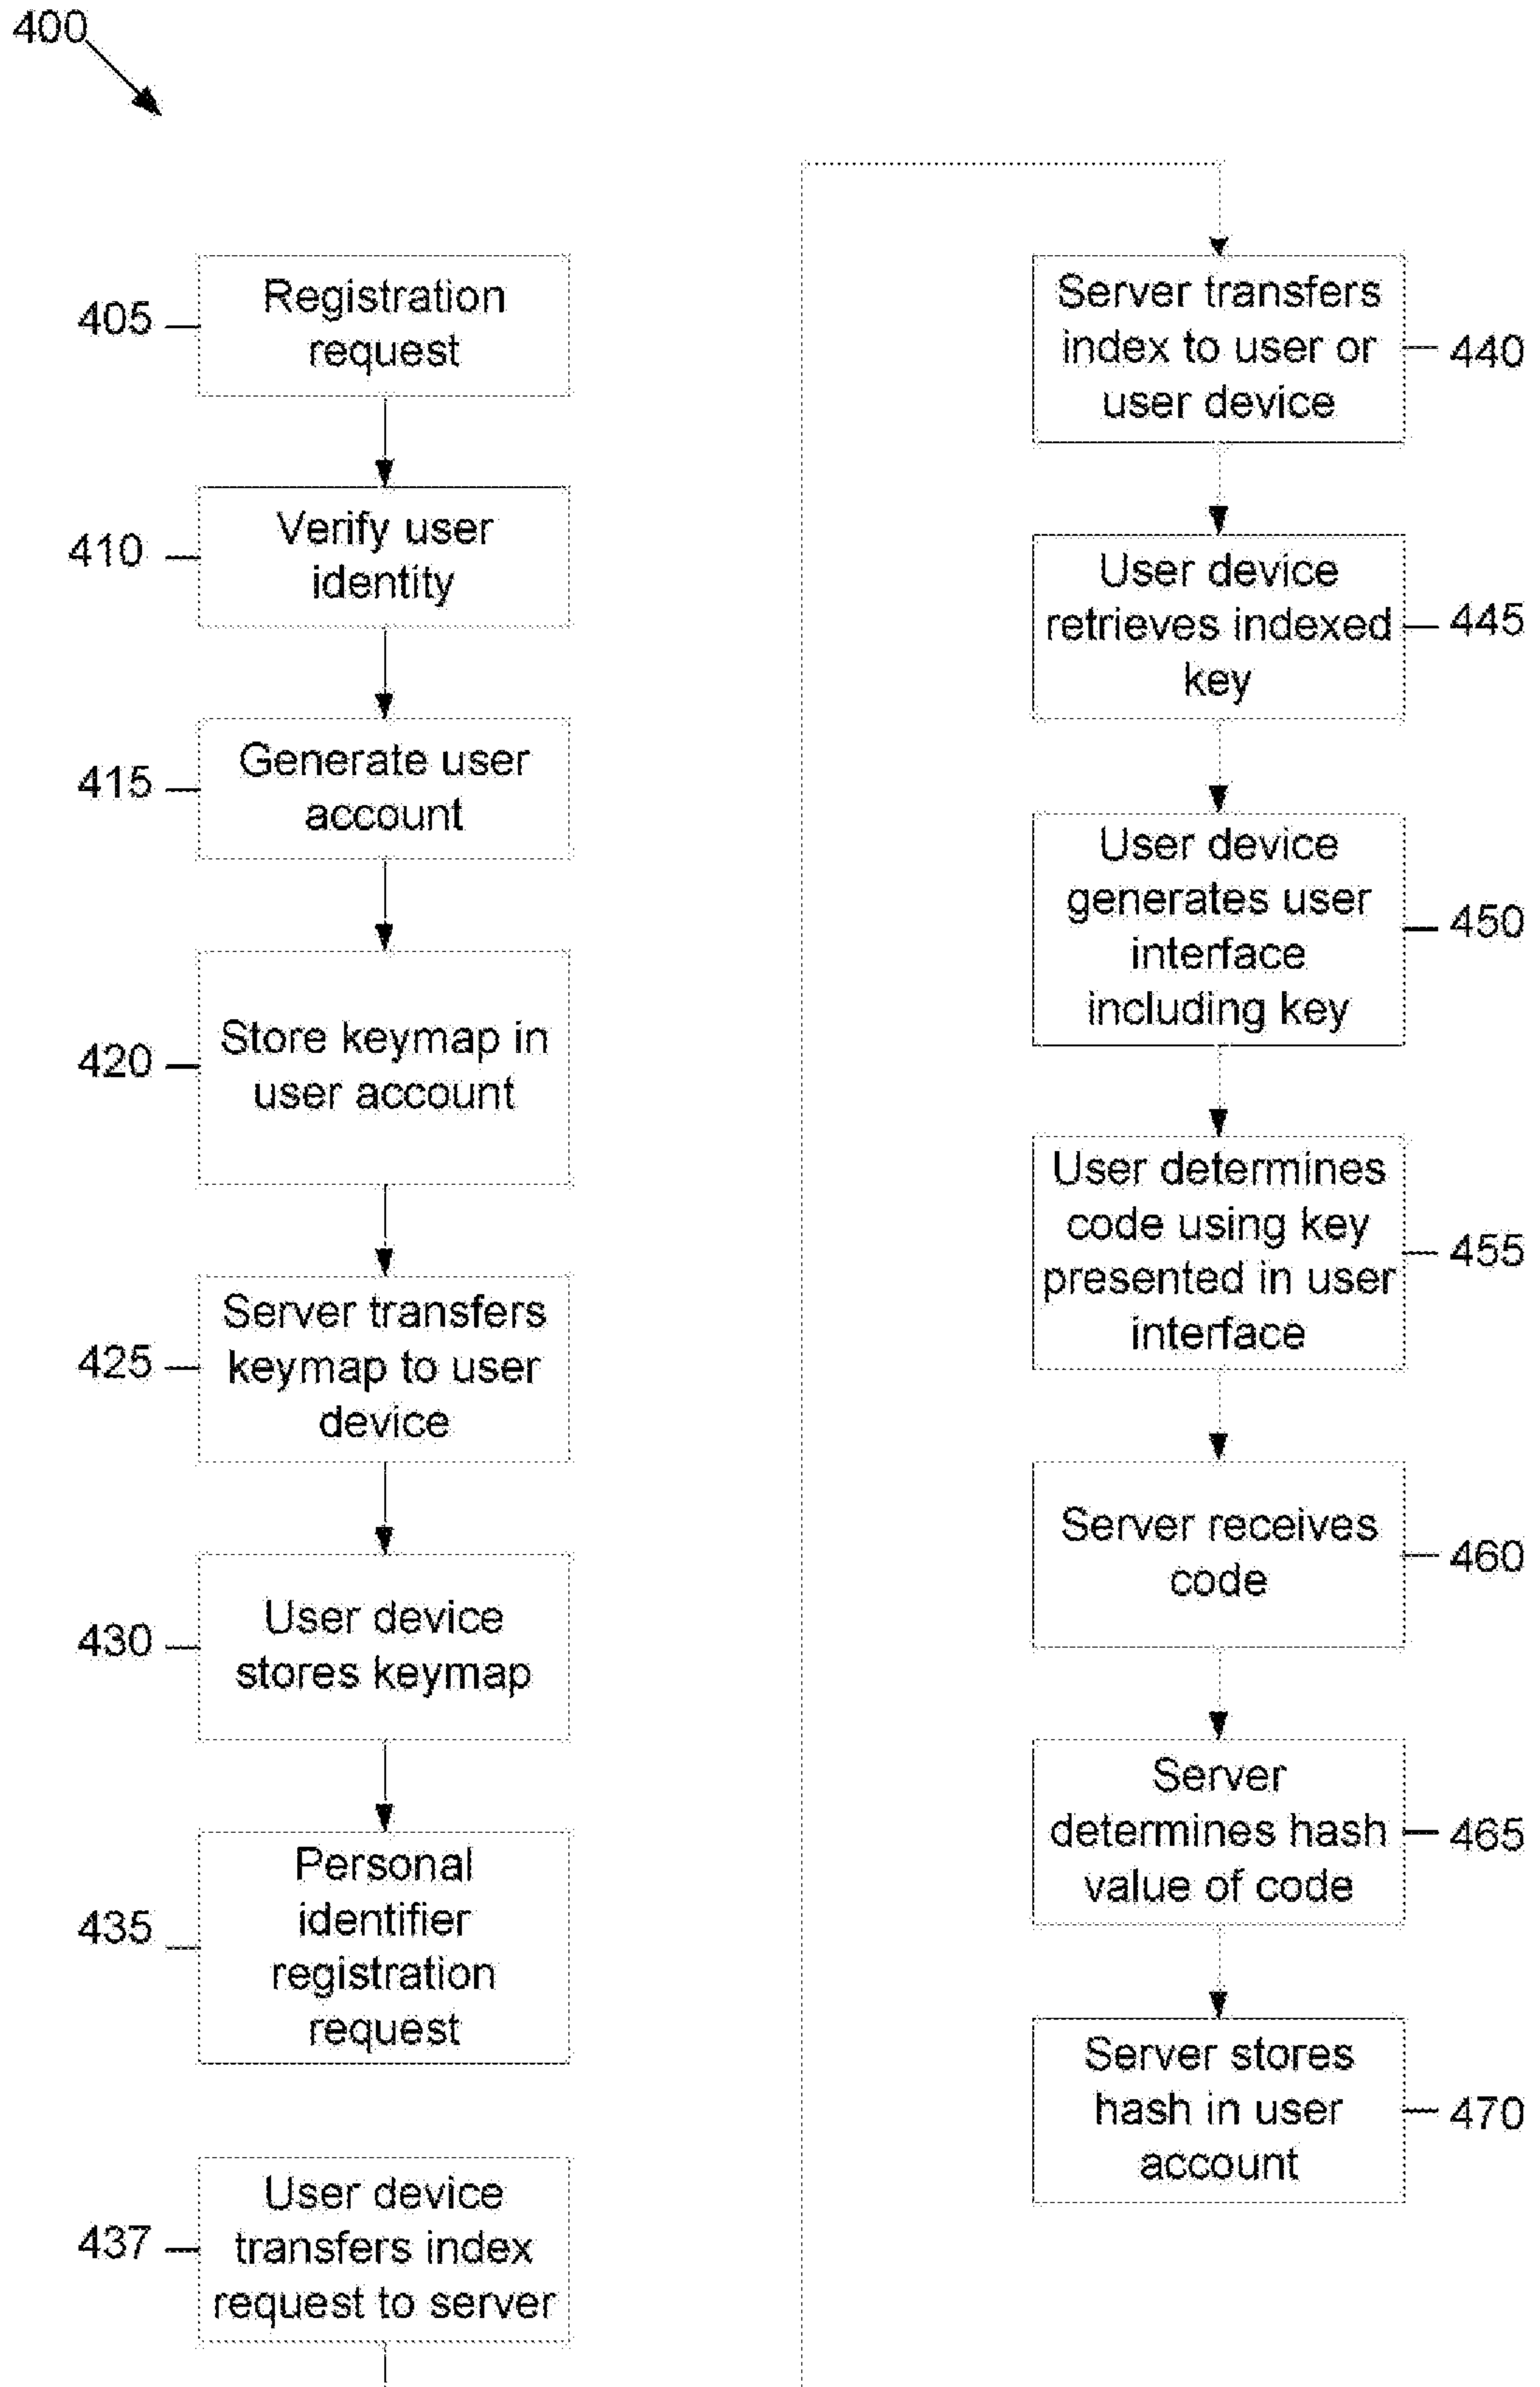 400
405
Registration
request
410
Verify user
identity
415
Generate user
account
420
Store keymap in
user account
425
Server transfers
keymap to user
device
430
User device
stores keymap
435
Personal
identifier
registration
request
437
User device
transfers index
request to server
Server transfers
index to user or
user device
440
User device
retrieves indexed
key
445
User device
generates user
interface
including key
450
User determines
code using key
presented in user
interface
455
Server receives
code
460
Server
determines hash
value of code
465
Server stores
hash in user
account
470